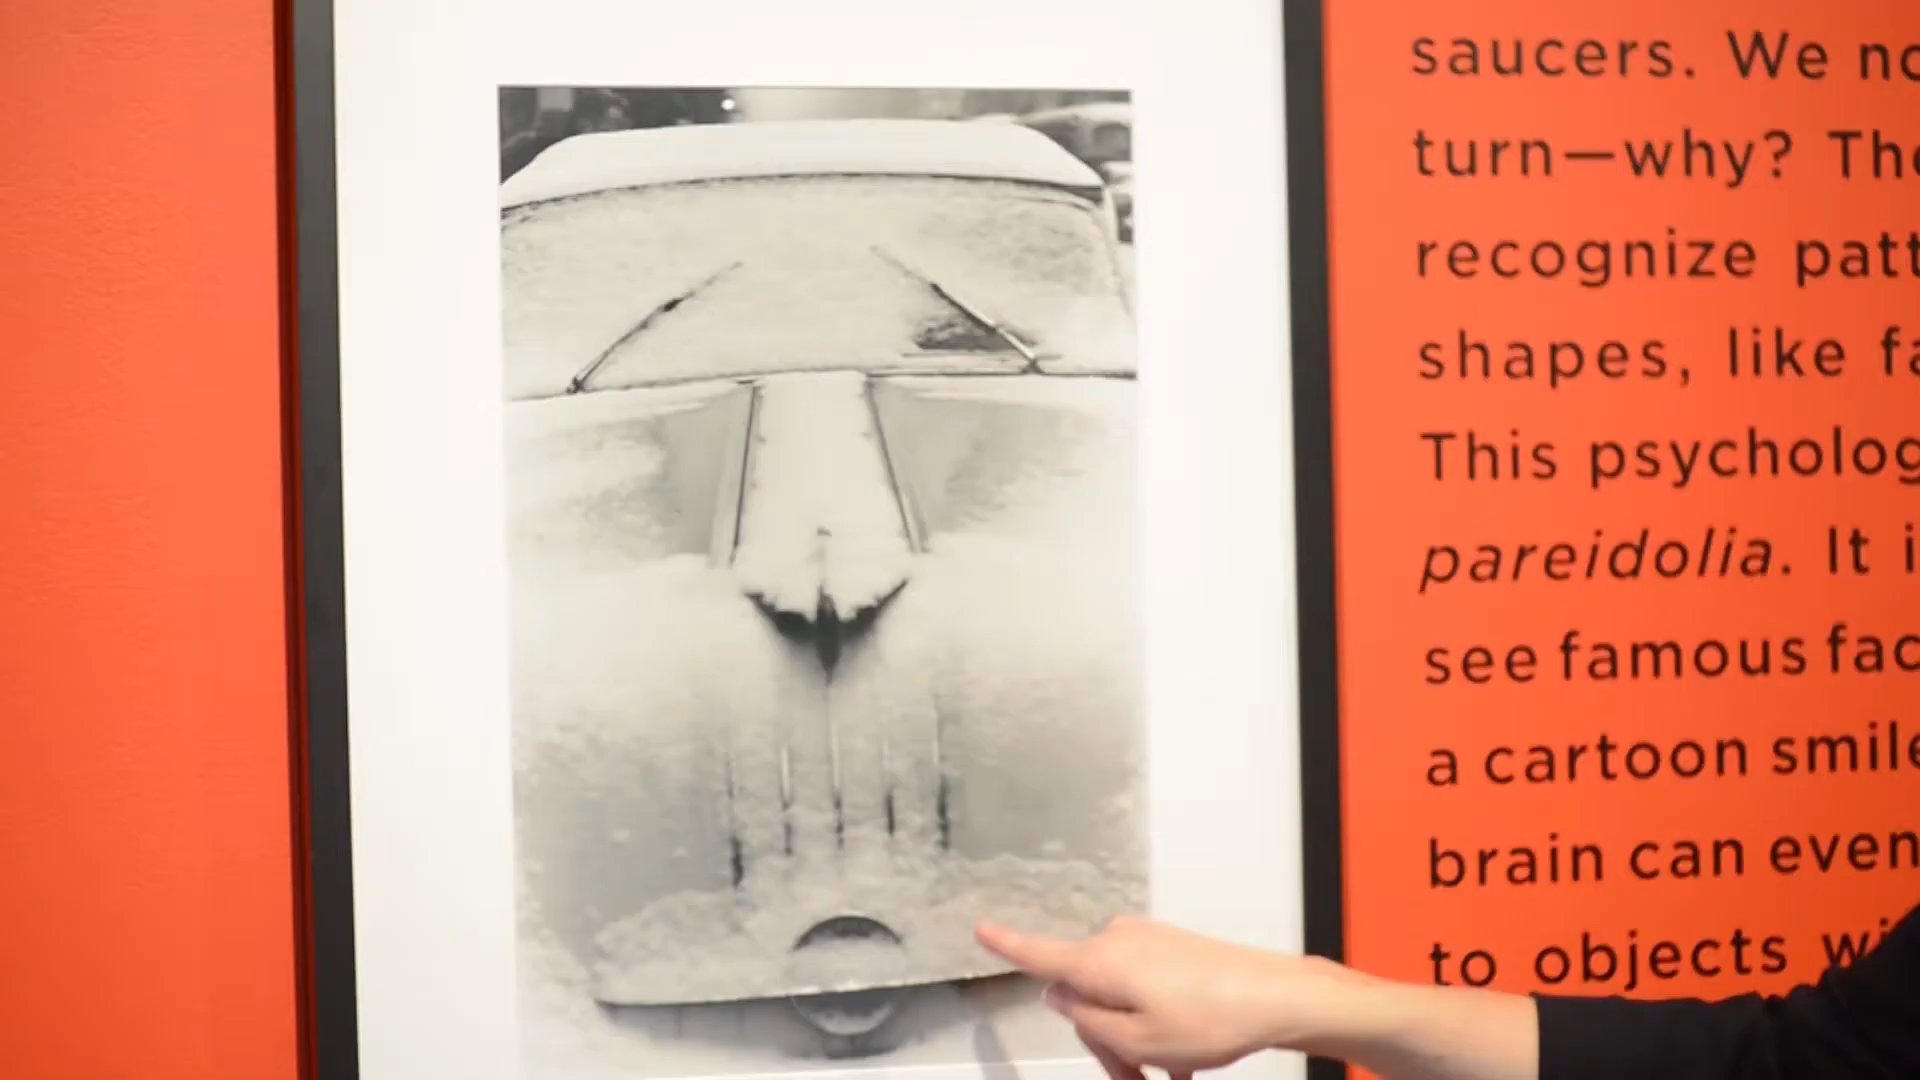 saucers. We no
turn—why? The
recognize patt
shapes, like fa
This psycholog
pareidolia. It i
see famous fac
a cartoon smile
brain can even
to objects wi